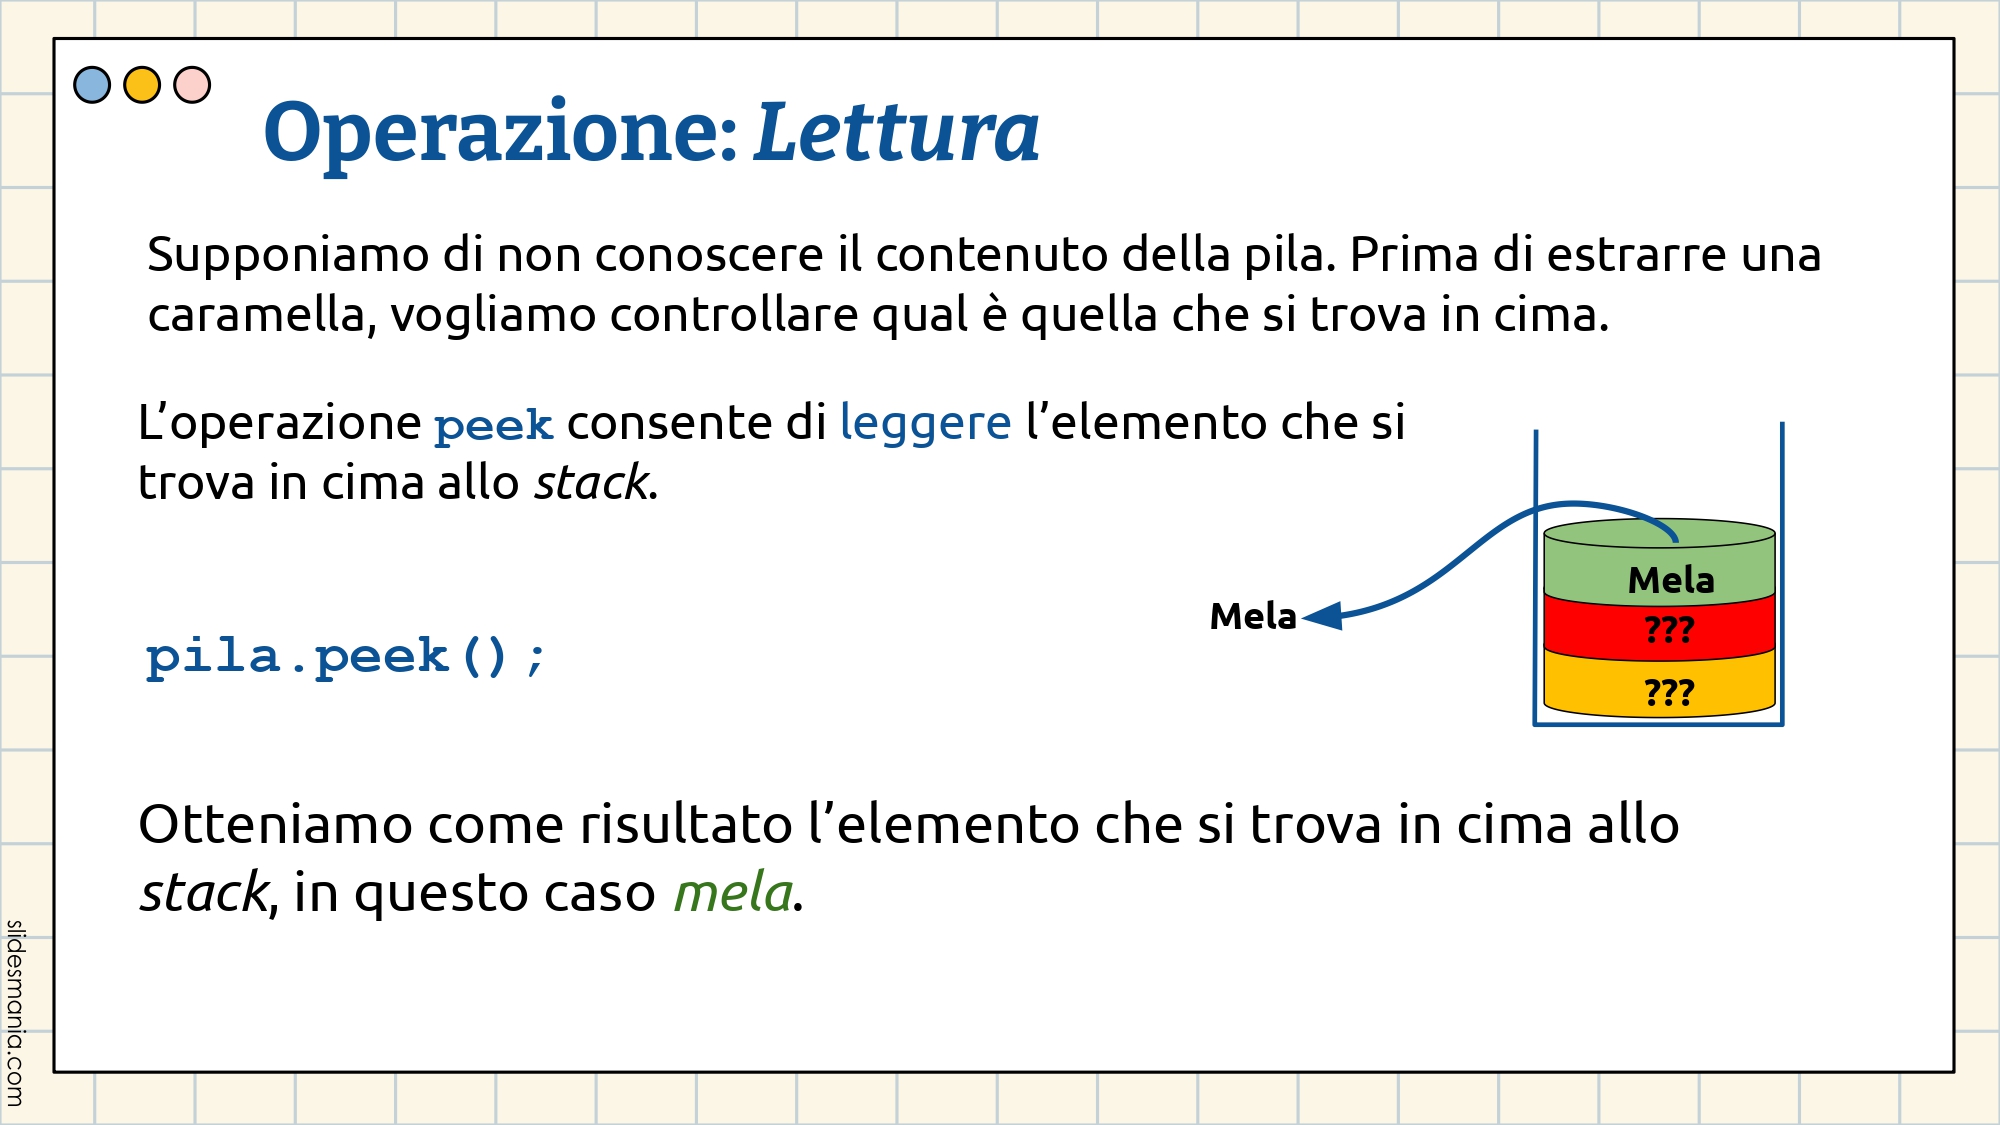 Operazione: Lettura
Supponiamo di non conoscere il contenuto della pila. Prima di estrarre una
caramella, vogliamo controllare qual è quella che si trova in cima.
L’operazione peek consente di leggere l’elemento che si
trova in cima allo stack.
Mela
Mela
???
???
pila.peek();
Otteniamo come risultato l’elemento che si trova in cima allo
stack, in questo caso mela.
slidesmania.com